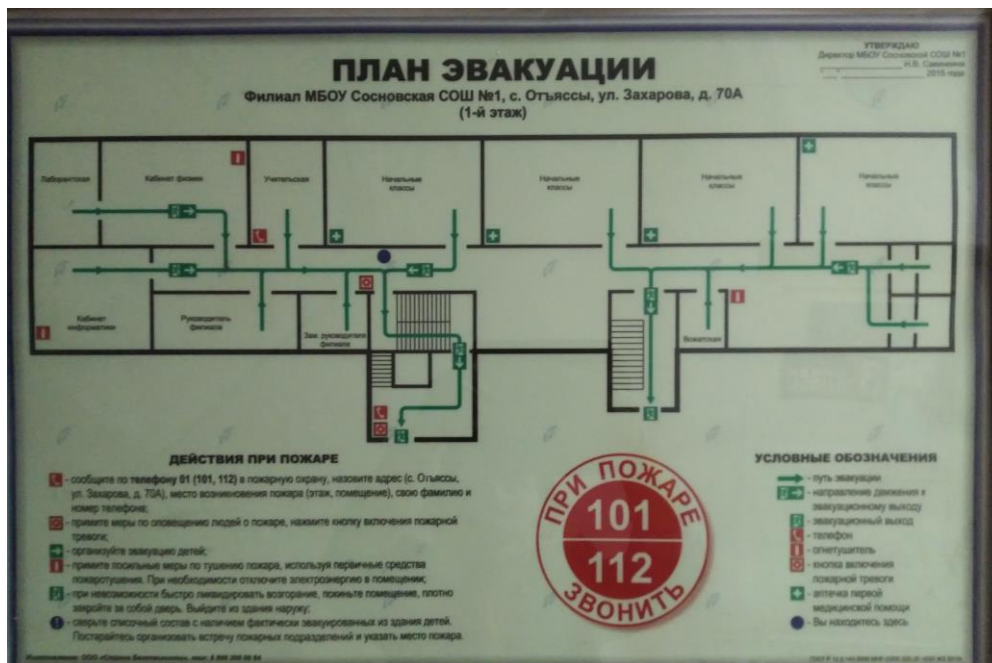 УТВЕРЖДАЮ
Директор МБОУ Сосновской СОШ №1
2015 года
ПЛАН ЭВАКУАЦИИ
Филиал МБОУ Сосновская СОШ №1, с. Отъяссы, ул. Захарова, д. 70А
(1-й этаж)
Лаборантская
Кабинет физики
Учительская
Начальные
классы
Начальные
классы
Начальные
классы
Начальные
классы
Кабинет
информатики
Руководитель
филиала
Зам. руководителя
филиала
Вожатская
ДЕЙСТВИЯ ПРИ ПОЖАРЕ
- сообщите по телефону 01 (101, 112) в пожарную охрану, назовите адрес (с. Отъяссы,
ул. Захарова, д. 70А), место возникновения пожара (этаж, помещение), свою фамилию и
номер телефона;
- примите меры по оповещению людей о пожаре, нажмите кнопку включения пожарной
тревоги;
- организуйте эвакуацию детей;
- примите посильные меры по тушению пожара, используя первичные средства
пожаротушения. При необходимости отключите электроэнергию в помещении;
- при невозможности быстро ликвидировать возгорание, покиньте помещение, плотно
закройте за собой дверь. Выйдите из здания наружу;
- сверьте списочный состав с наличием фактически эвакуированных из здания детей.
Постарайтесь организовать встречу пожарных подразделений и указать место пожара.
ПРИ ПОЖАРЕ
101
112
ЗВОНИТЬ
УСЛОВНЫЕ ОБОЗНАЧЕНИЯ
- путь эвакуации
- направление движения к
эвакуационному выходу
- эвакуационный выход
- телефон
- огнетушитель
- кнопка включения
пожарной тревоги
- аптечка первой
медицинской помощи
- Вы находитесь здесь